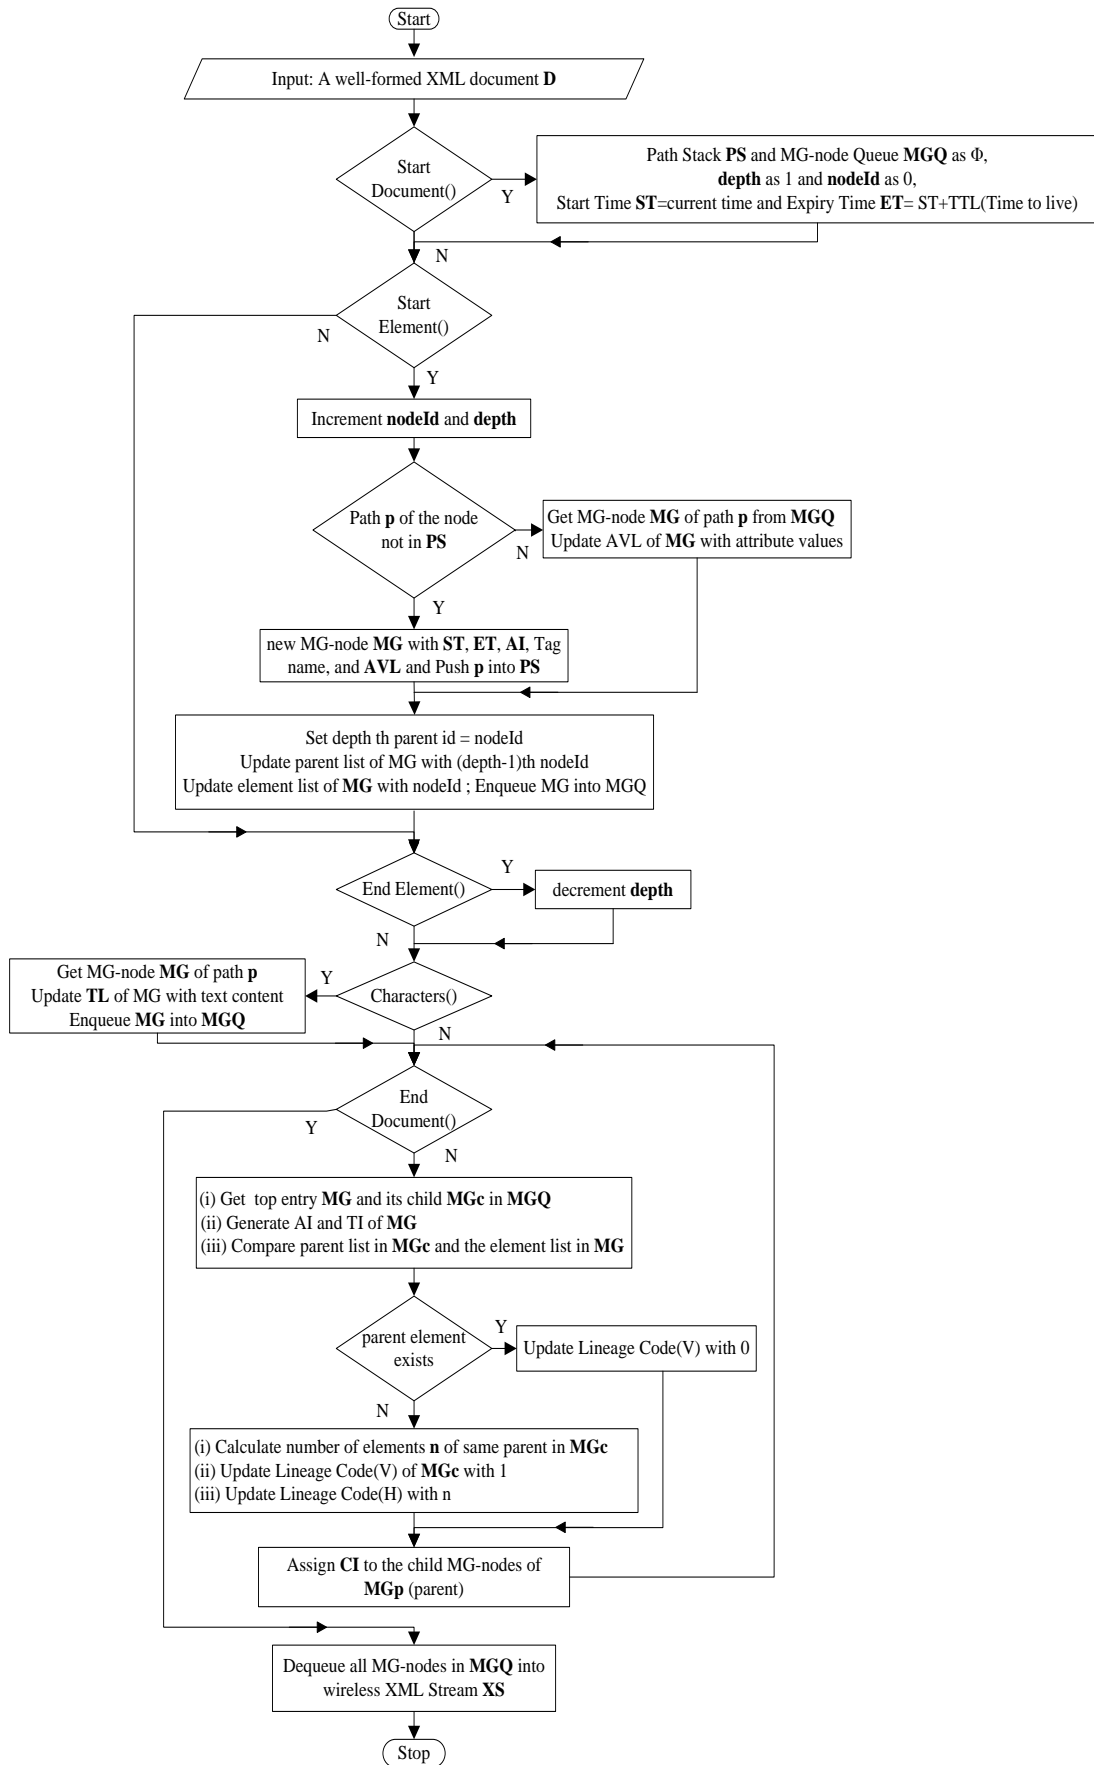 Start
Input: A well-formed XML document D
Start
Document()
Y
Path Stack PS and MG-node Queue MGQ as Φ,
depth as 1 and nodeId as 0,
Start Time ST=current time and Expiry Time ET= ST+TTL(Time to live)
N
Start
Element()
N
Y
Increment nodeId and depth
Path p of the node
not in PS
N
Get MG-node MG of path p from MGQ
Update AVL of MG with attribute values
Y
new MG-node MG with ST, ET, AI, Tag
name, and AVL and Push p into PS
Set depth th parent id = nodeId
Update parent list of MG with (depth-1)th nodeId
Update element list of MG with nodeId ; Enqueue MG into MGQ
End Element()
Y
decrement depth
N
Get MG-node MG of path p
Update TL of MG with text content
Enqueue MG into MGQ
Y
Characters()
N
End
Document()
Y
N
(i) Get top entry MG and its child MGc in MGQ
(ii) Generate AI and TI of MG
(iii) Compare parent list in MGc and the element list in MG
parent element
exists
Y
Update Lineage Code(V) with 0
N
(i) Calculate number of elements n of same parent in MGc
(ii) Update Lineage Code(V) of MGc with 1
(iii) Update Lineage Code(H) with n
Assign CI to the child MG-nodes of
MGp (parent)
Dequeue all MG-nodes in MGQ into
wireless XML Stream XS
Stop